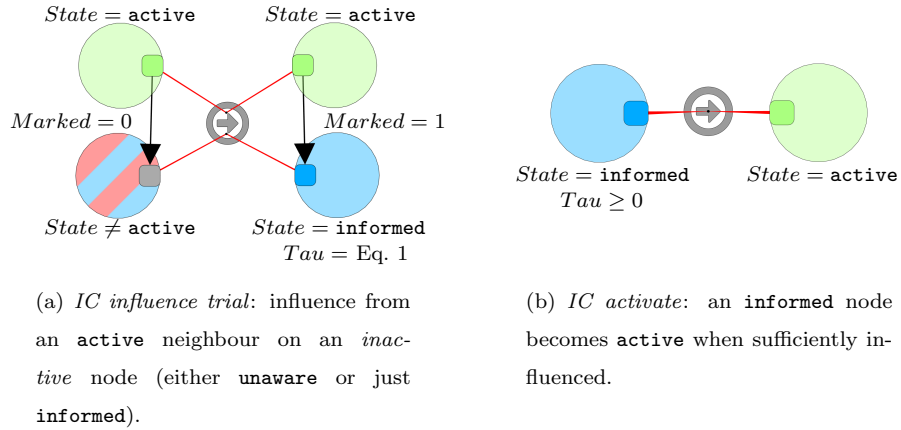 State = active
State = active
Marked = 0
Marked = 1
State ≠ active
State = informed
Tau = Eq. 1
State = informed
Tau ≥ 0
State = active
(a) IC influence trial: influence from
an active neighbour on an inac-
tive node (either unaware or just
informed).
(b) IC activate: an informed node
becomes active when sufficiently in-
fluenced.